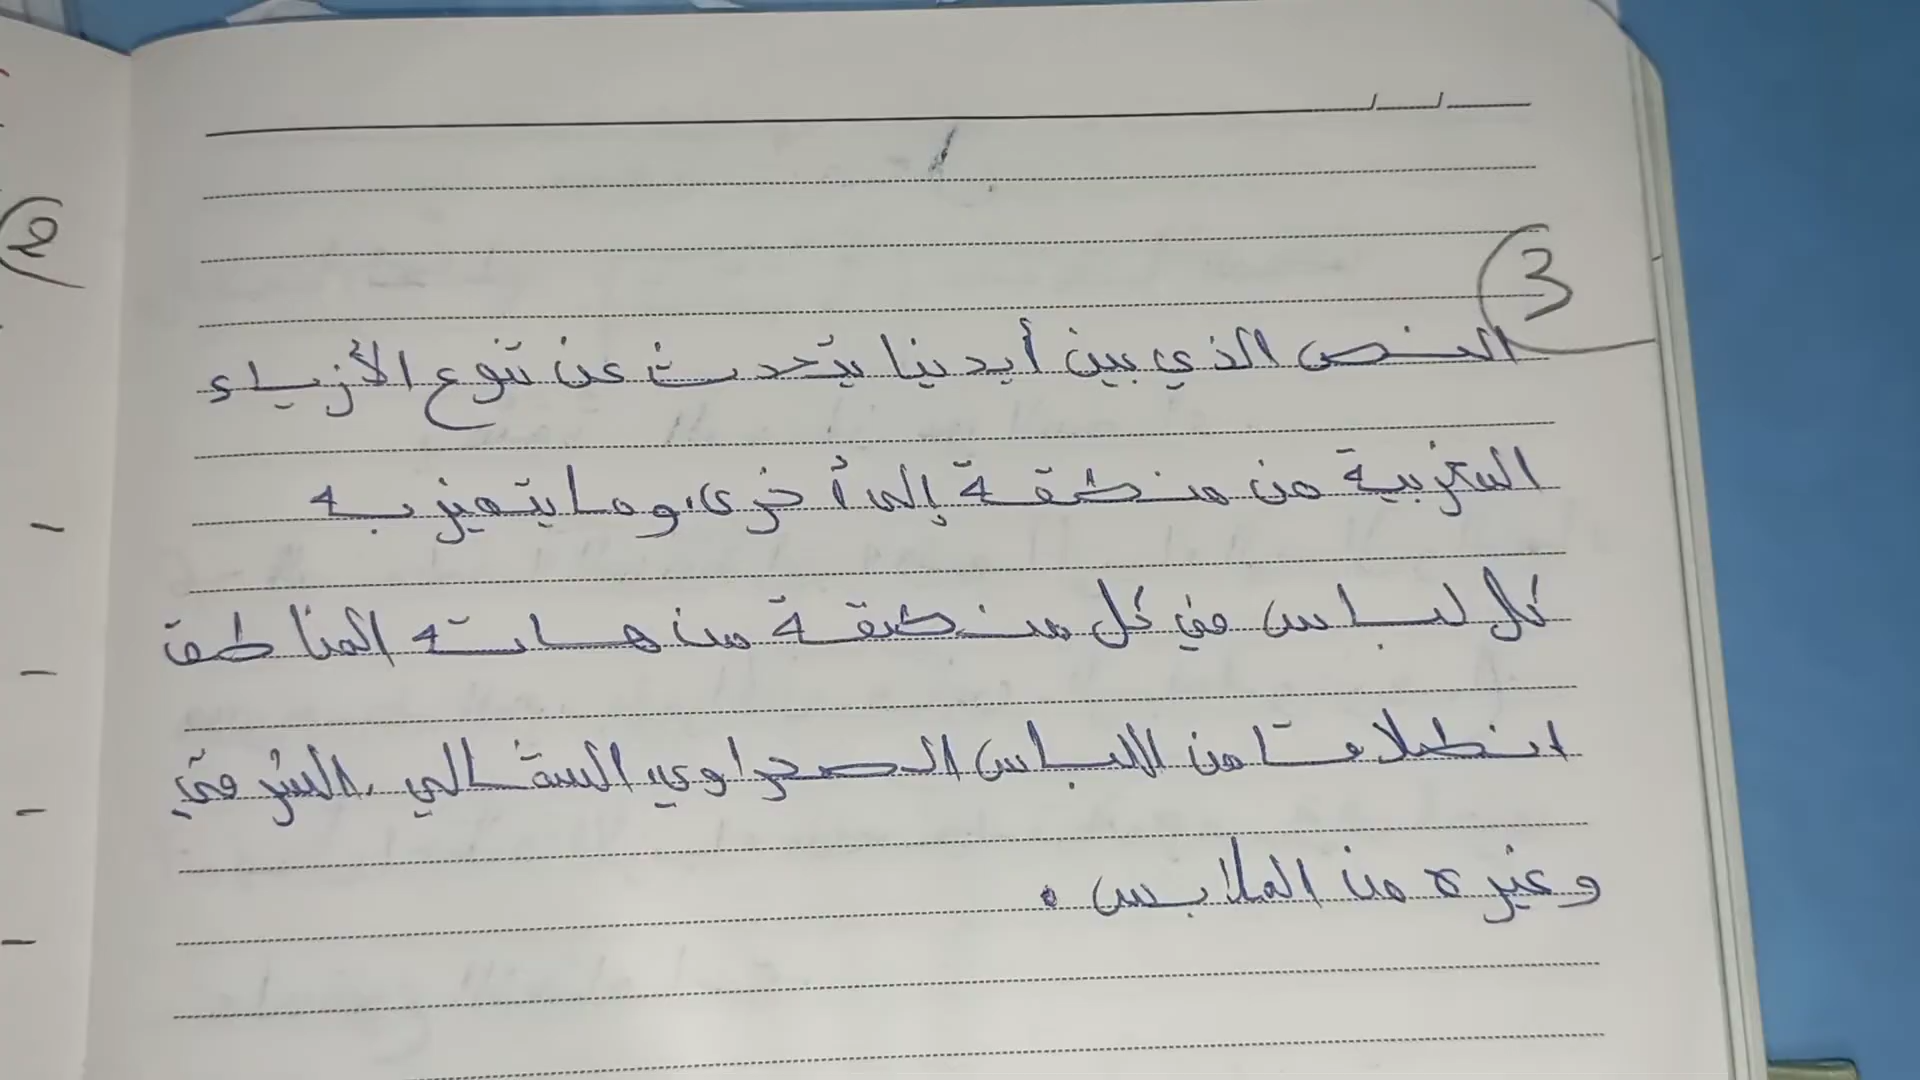 3
النص الذي بين أيدينا يتحدث عن تنوع الأزياء
المغربية من منطقة إلى أخرى، وما يتميز به
كل لباس في كل منطقة من هاته المناطق
انطلاقا من اللباس الصحراوي الشمالي، الشرقي
وغيره من الملابس .
2